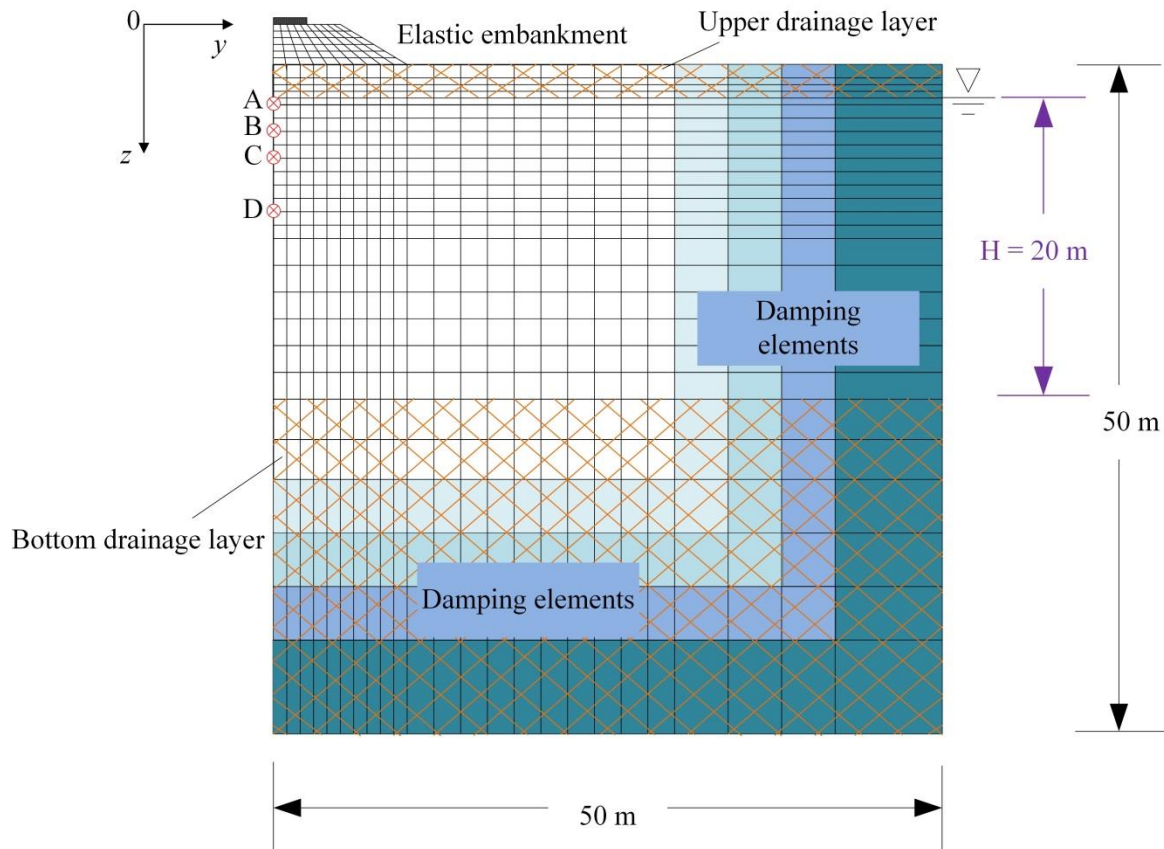 0
y
z
Elastic embankment
Upper drainage layer
A
B
C
D
H = 20 m
Damping
elements
50 m
Bottom drainage layer
Damping elements
50 m